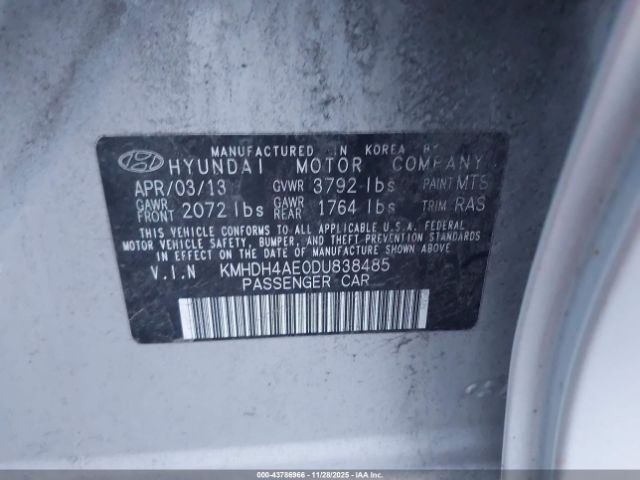 MANUFACTURED IN KOREA BY
HYUNDAI MOTOR COMPANY
APR/03/13 GVWR 3792 lbs PAINT MTS
GAWR FRONT 2072 lbs GAWR REAR 1764 lbs TRIM RAS
THIS VEHICLE CONFORMS TO ALL APPLICABLE U.S.A. FEDERAL
MOTOR VEHICLE SAFETY, BUMPER, AND THEFT PREVENTION STANDARDS
IN EFFECT ON THE DATE OF MANUFACTURE SHOWN ABOVE.
V.I.N KMHDH4AE0DU838485
PASSENGER CAR
000-43786966 | 11/28/2025 - IAA Inc.